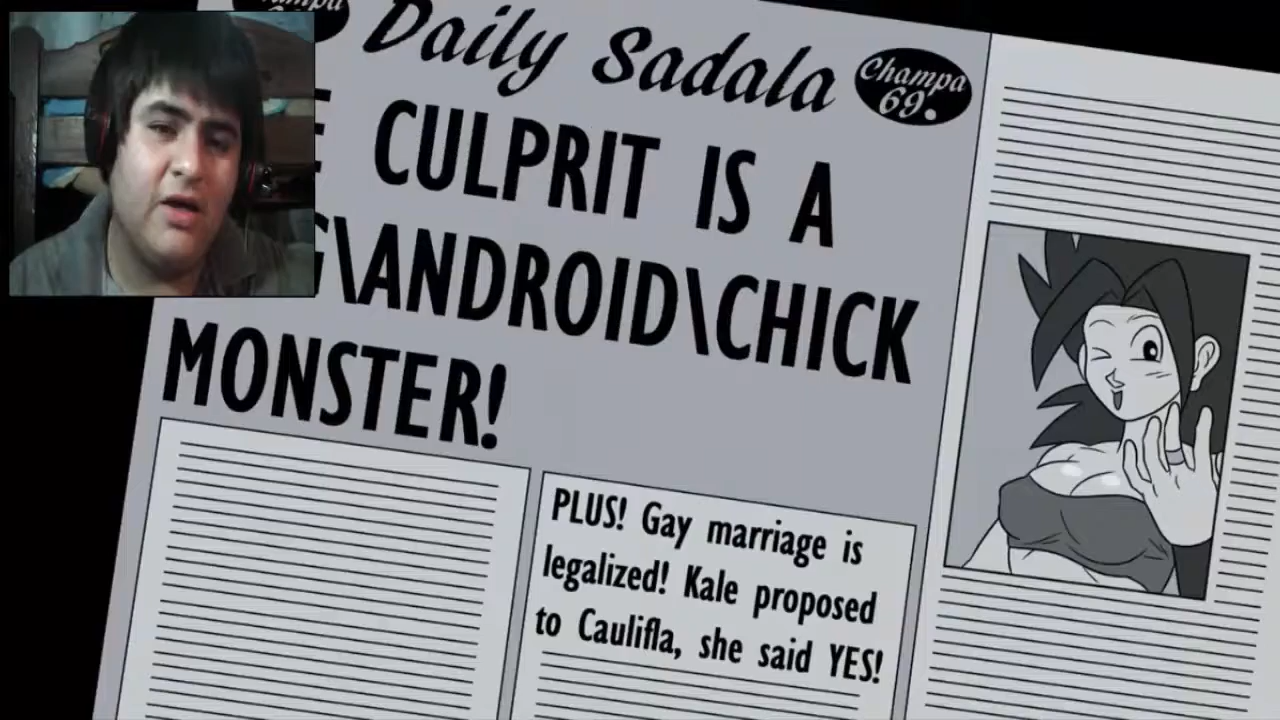 Daily Sadala
Champa
69.
CULPRIT IS A
\ANDROID\CHICK
MONSTER!
PLUS! Gay marriage is
legalized! Kale proposed
to Caulifla, she said YES!